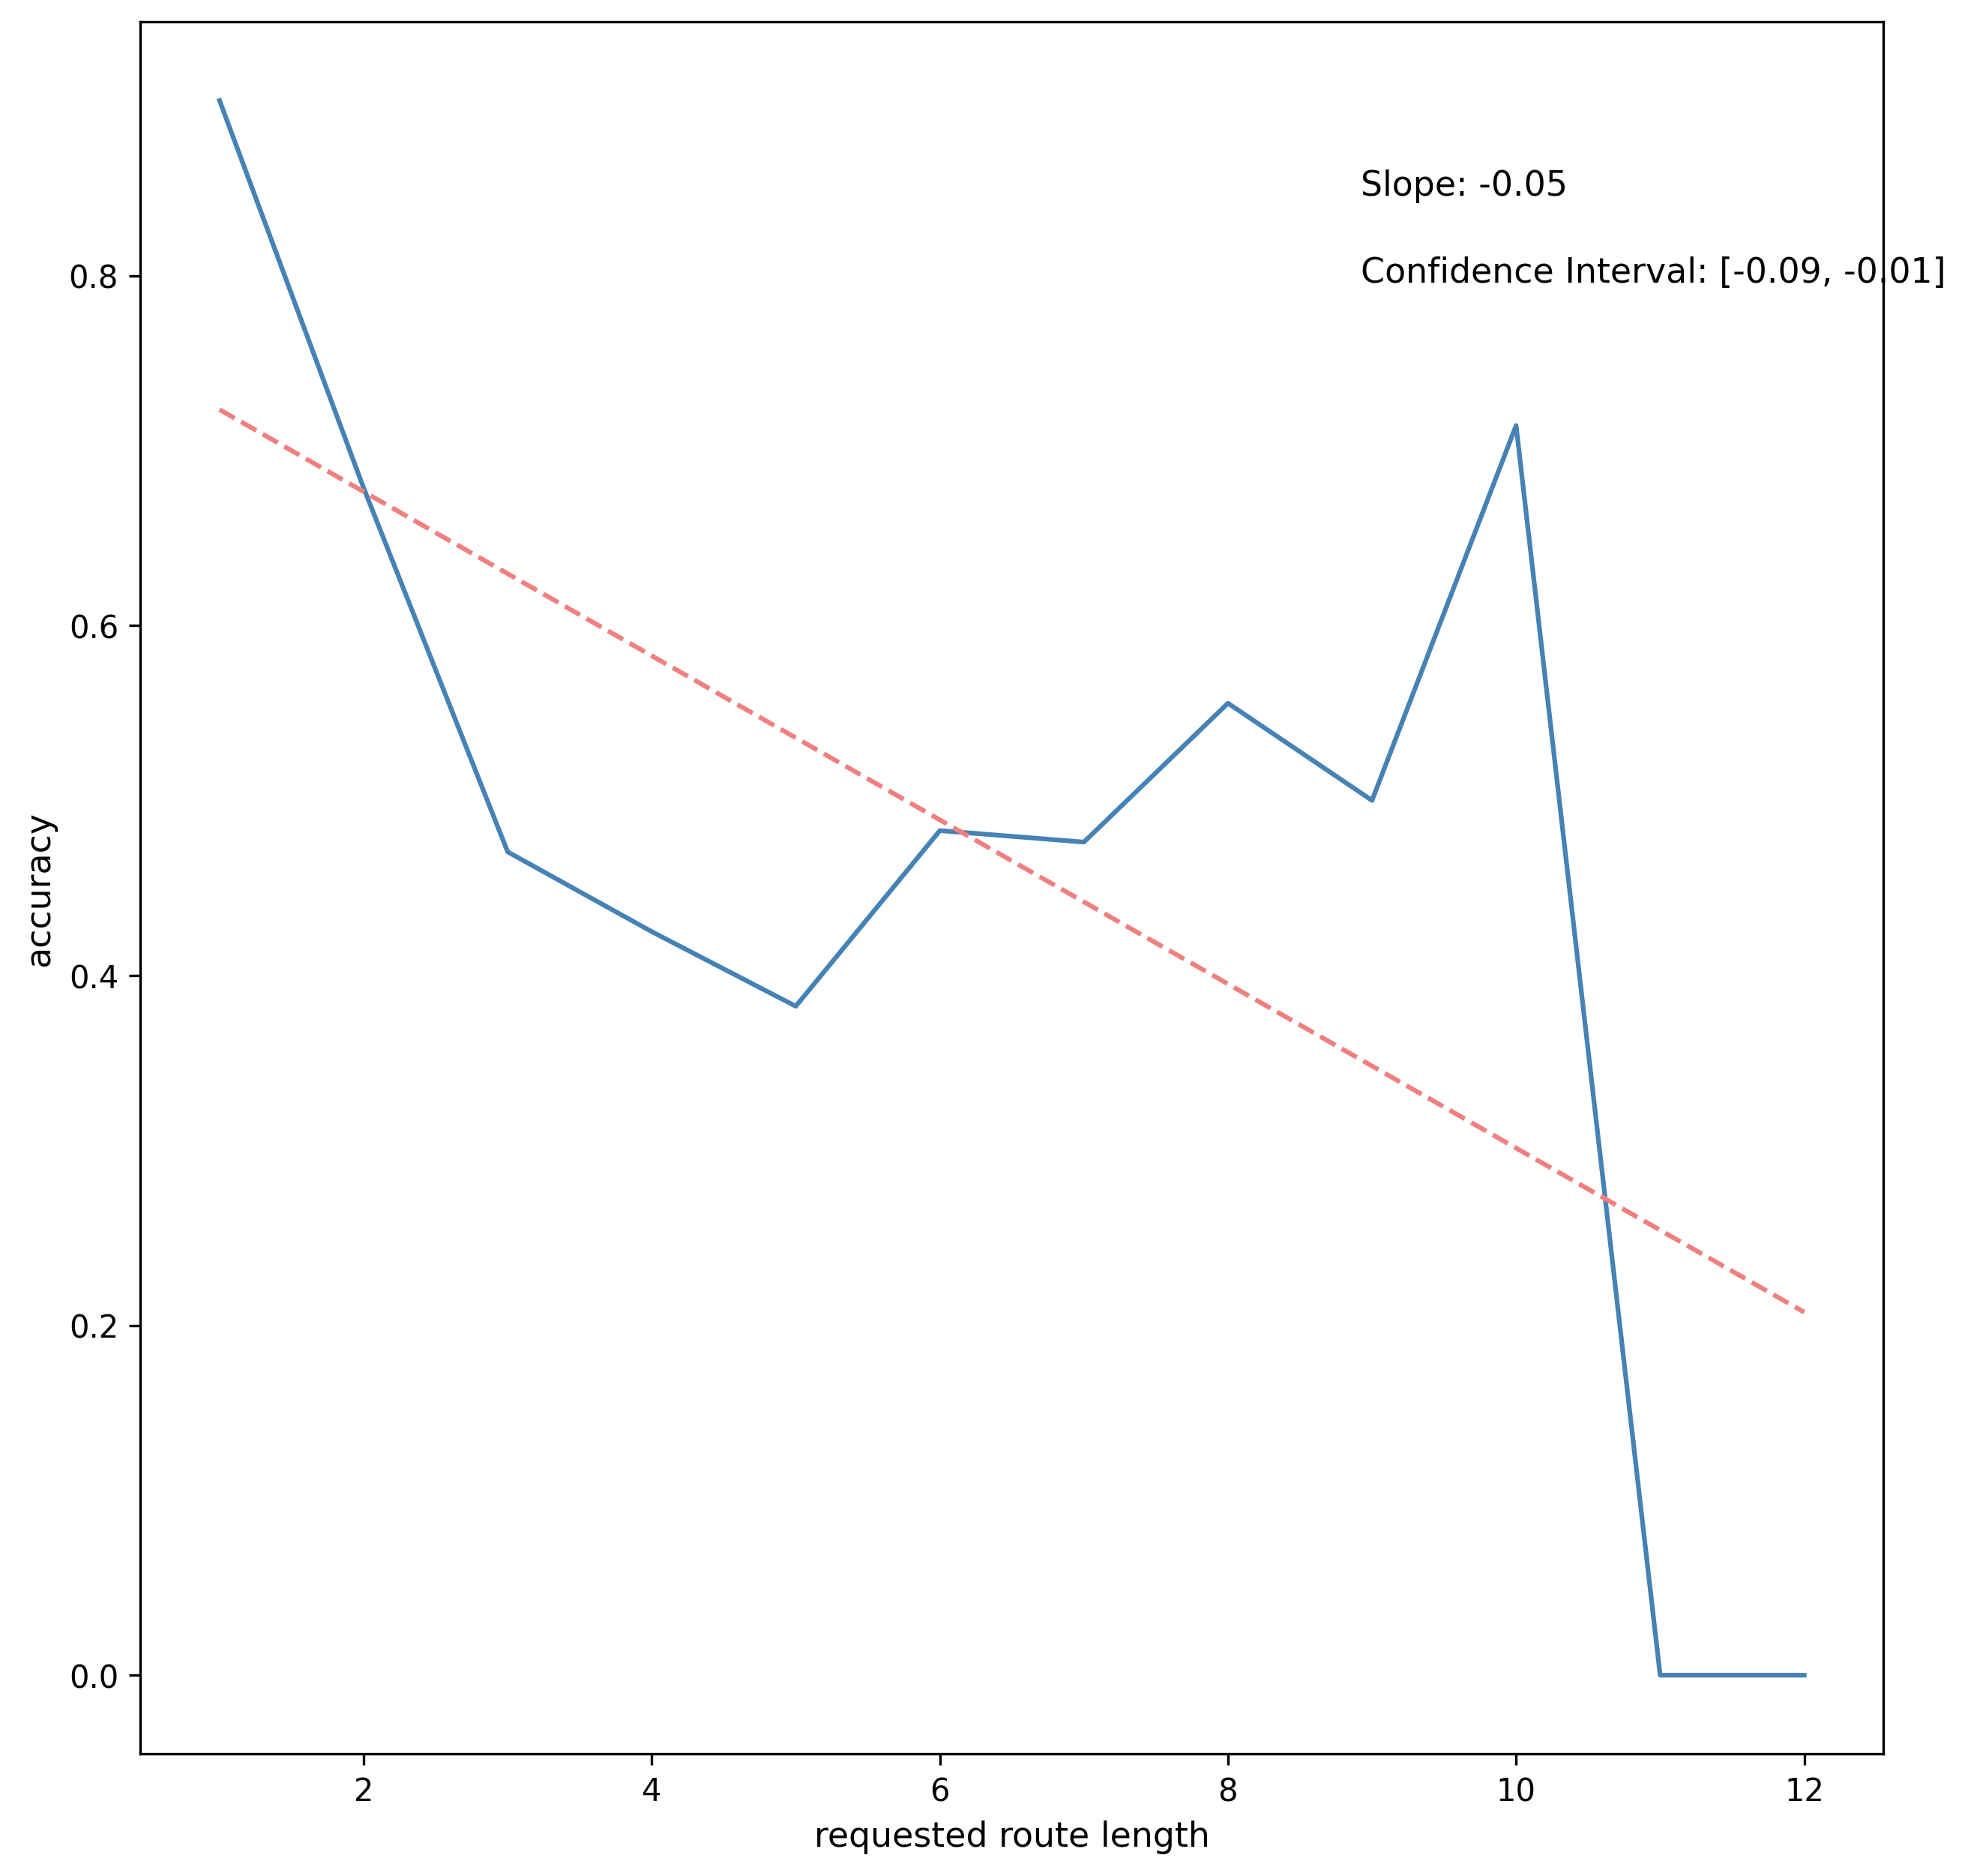 Slope: -0.05
Confidence Interval: [-0.09, -0.01]
0.8
0.6
0.4
0.2
0.0
accuracy
2 4 6 8 10 12
requested route length